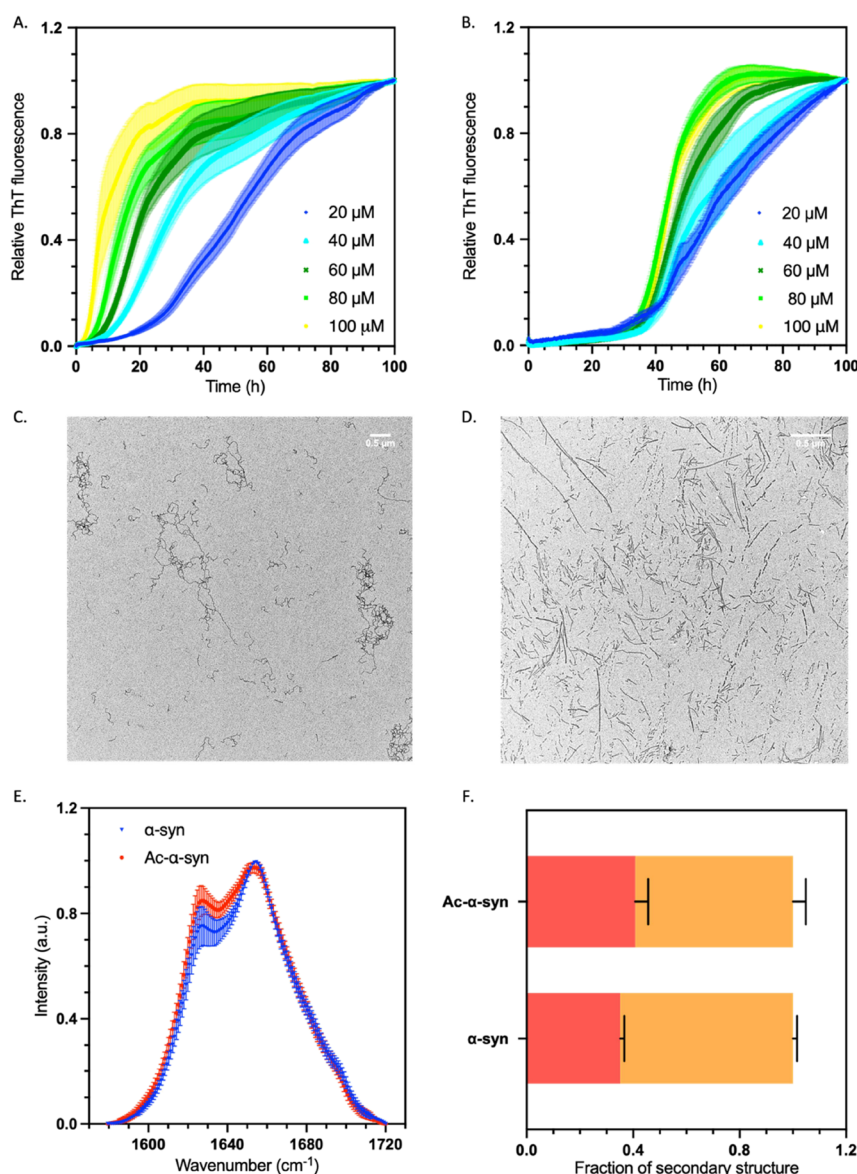 A.
1.2
0.8
0.4
0.0
Relative ThT fluorescence
20 µM
40 µM
60 µM
80 µM
100 µM
0 20 40 60 80 100
Time (h)
B.
1.2
0.8
0.4
0.0
Relative ThT fluorescence
20 µM
40 µM
60 µM
80 µM
100 µM
0 20 40 60 80 100
Time (h)
C.
0.5 µm
D.
0.5 µm
E.
1.2
0.8
0.4
0.0
Intensity (a.u.)
α-syn
Ac-α-syn
1600 1640 1680 1720
Wavenumber (cm⁻¹)
F.
Ac-α-syn
α-syn
0.0 0.4 0.8 1.2
Fraction of secondary structure